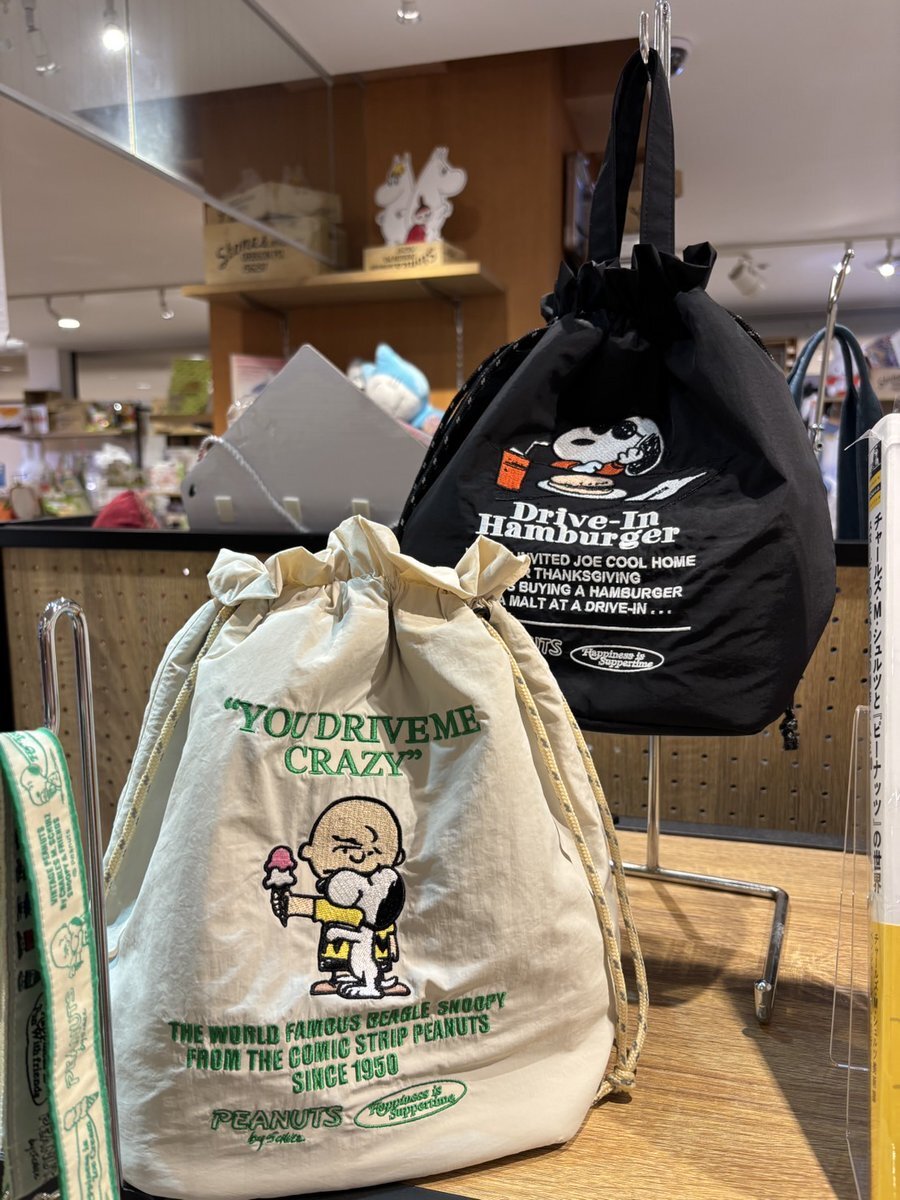 Drive-In
Hamburger
INVITED JOE COOL HOME
THANKSGIVING
BUYING A HAMBURGER
A MALT AT A DRIVE-IN...
Happiness is
Suppertime
"YOU DRIVE ME
CRAZY"
THE WORLD FAMOUS BEAGLE SNOOPY
FROM THE COMIC STRIP PEANUTS
SINCE 1950
PEANUTS
by Schulz
Happiness is
Suppertime
チャールズ・M・シュルツと『ピーナッツ』の世界